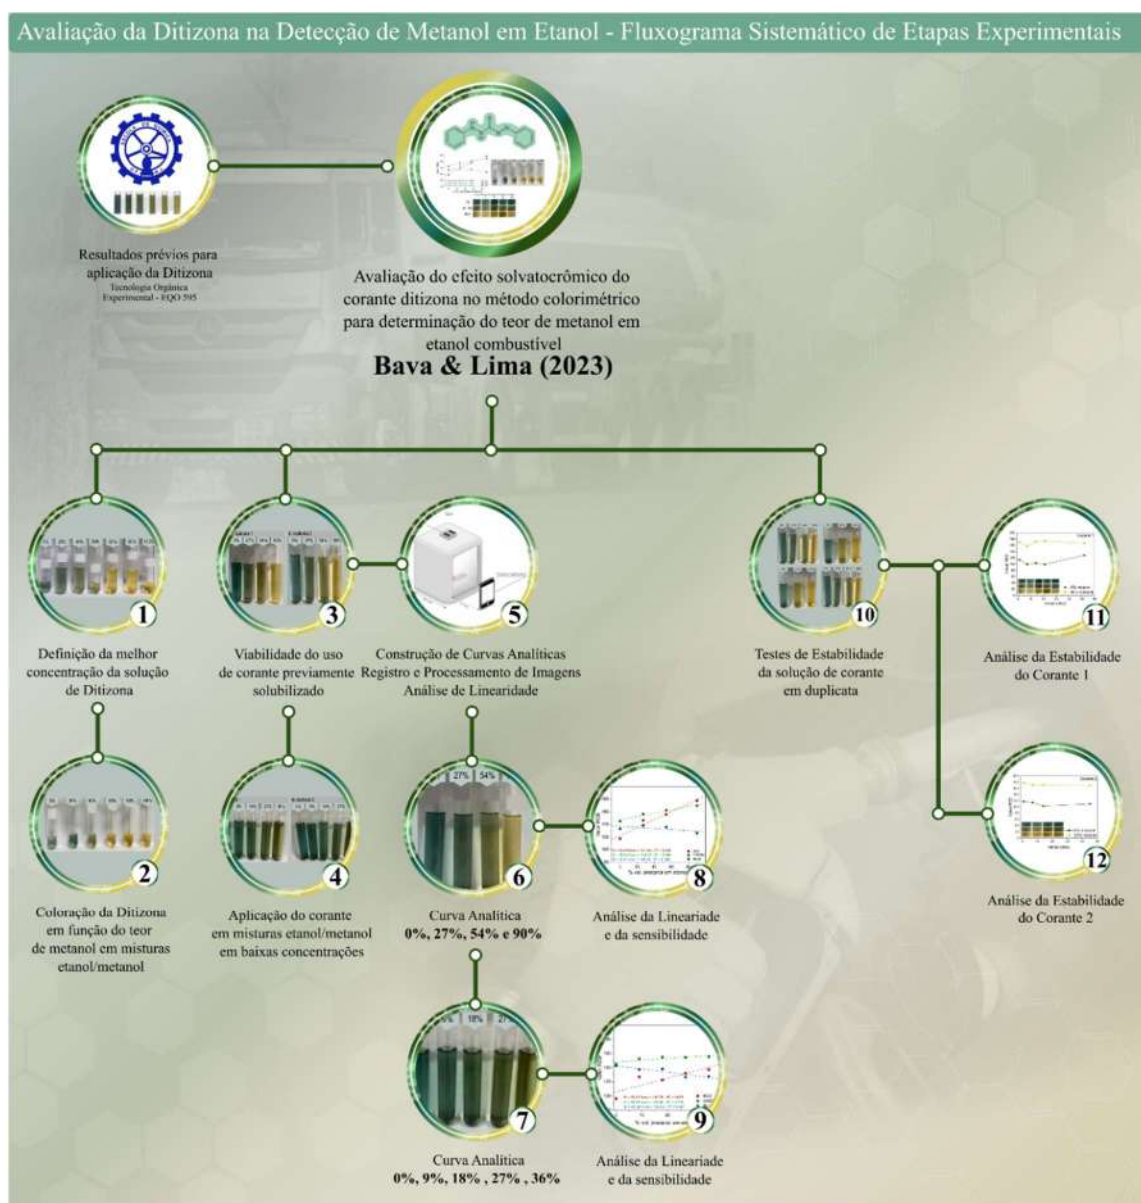 Avaliação da Ditizona na Detecção de Metanol em Etanol - Fluxograma Sistemático de Etapas Experimentais
Resultados prévios para
aplicação da Ditizona
Tecnologia Orgânica
Experimental - EQO 595
Avaliação do efeito solvatocrômico do
corante ditizona no método colorimétrico
para determinação do teor de metanol em
etanol combustível
Bava & Lima (2023)
1
Definição da melhor
concentração da solução
de Ditizona
3
Viabilidade do uso
de corante previamente
solubilizado
5
Construção de Curvas Analíticas
Registro e Processamento de Imagens
Análise de Linearidade
10
Testes de Estabilidade
da solução de corante
em duplicata
11
Análise da Estabilidade
do Corante 1
2
Coloração da Ditizona
em função do teor
de metanol em misturas
etanol/metanol
4
Aplicação do corante
em misturas etanol/metanol
em baixas concentrações
27% 54%
6
Curva Analítica
0%, 27%, 54% e 90%
8
Análise da Lineariade
e da sensibilidade
12
Análise da Estabilidade
do Corante 2
18%
7
Curva Analítica
0%, 9%, 18% , 27% , 36%
9
Análise da Lineariade
e da sensibilidade